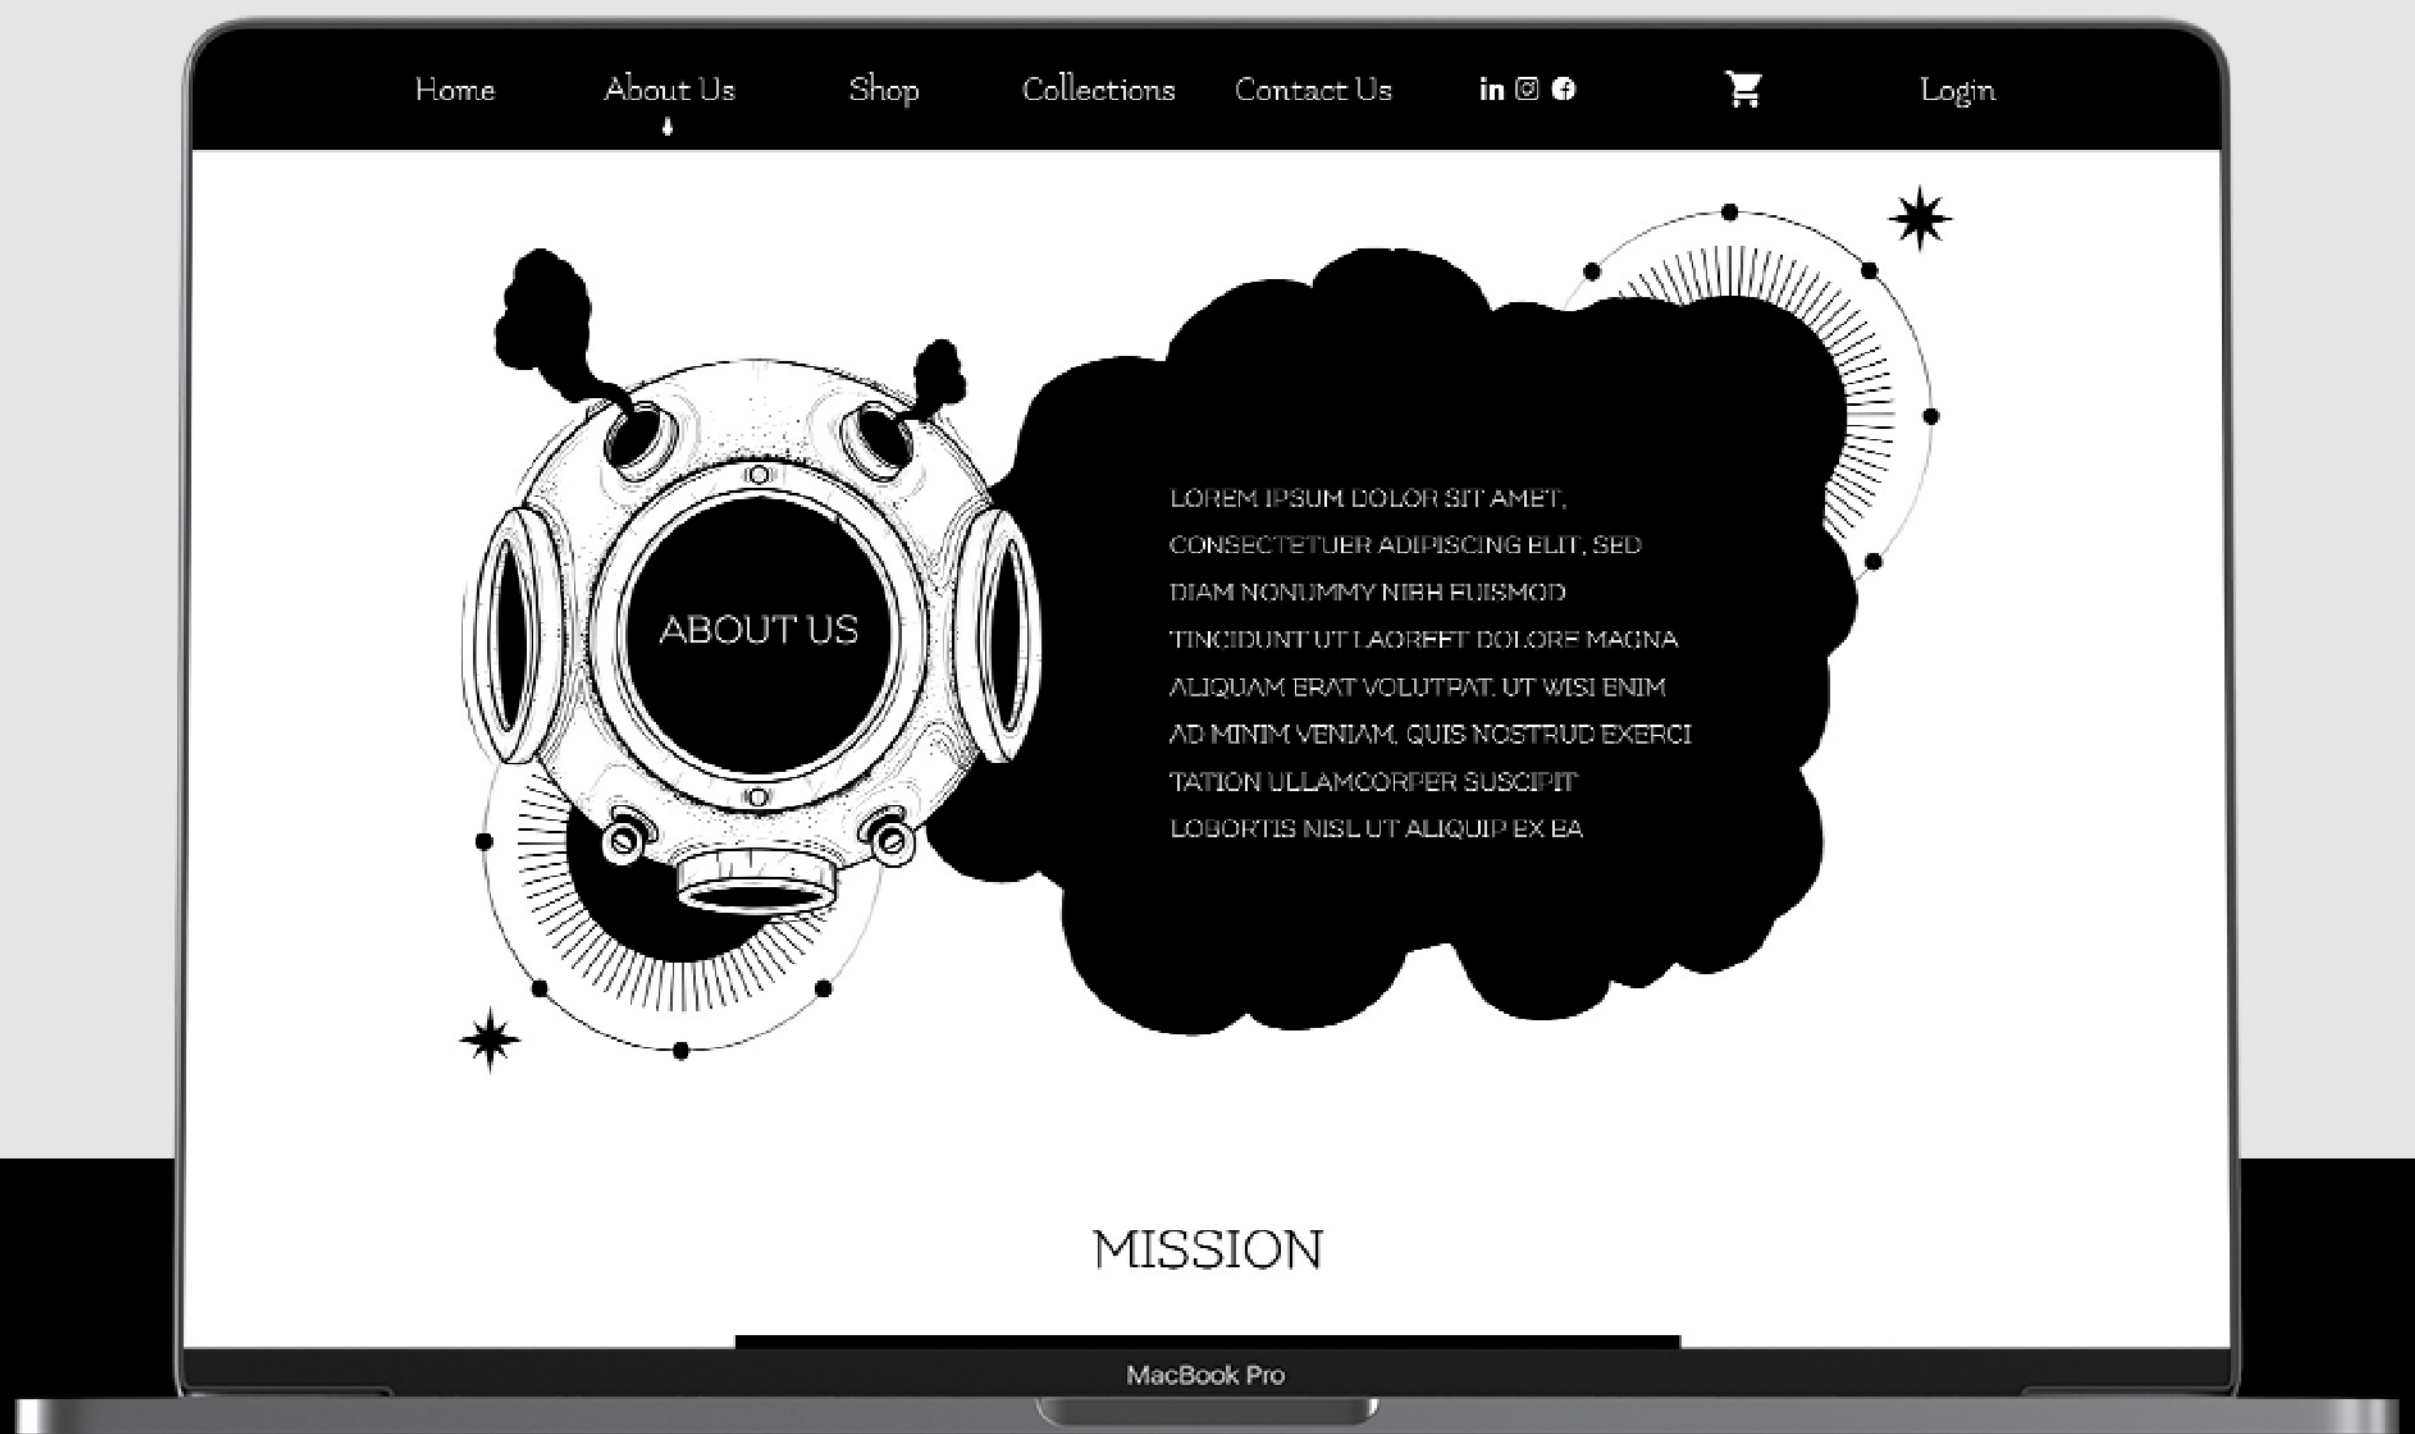 Home About Us Shop Collections Contact Us in Login
ABOUT US
LOREM IPSUM DOLOR SIT AMET,
CONSECTETUER ADIPISCING ELIT, SED
DIAM NONUMMY NIBH EUISMOD
TINCIDUNT UT LAOREET DOLORE MAGNA
ALIQUAM ERAT VOLUTPAT. UT WISI ENIM
AD MINIM VENIAM, QUIS NOSTRUD EXERCI
TATION ULLAMCORPER SUSCIPIT
LOBORTIS NISL UT ALIQUIP EX EA
MISSION
MacBook Pro